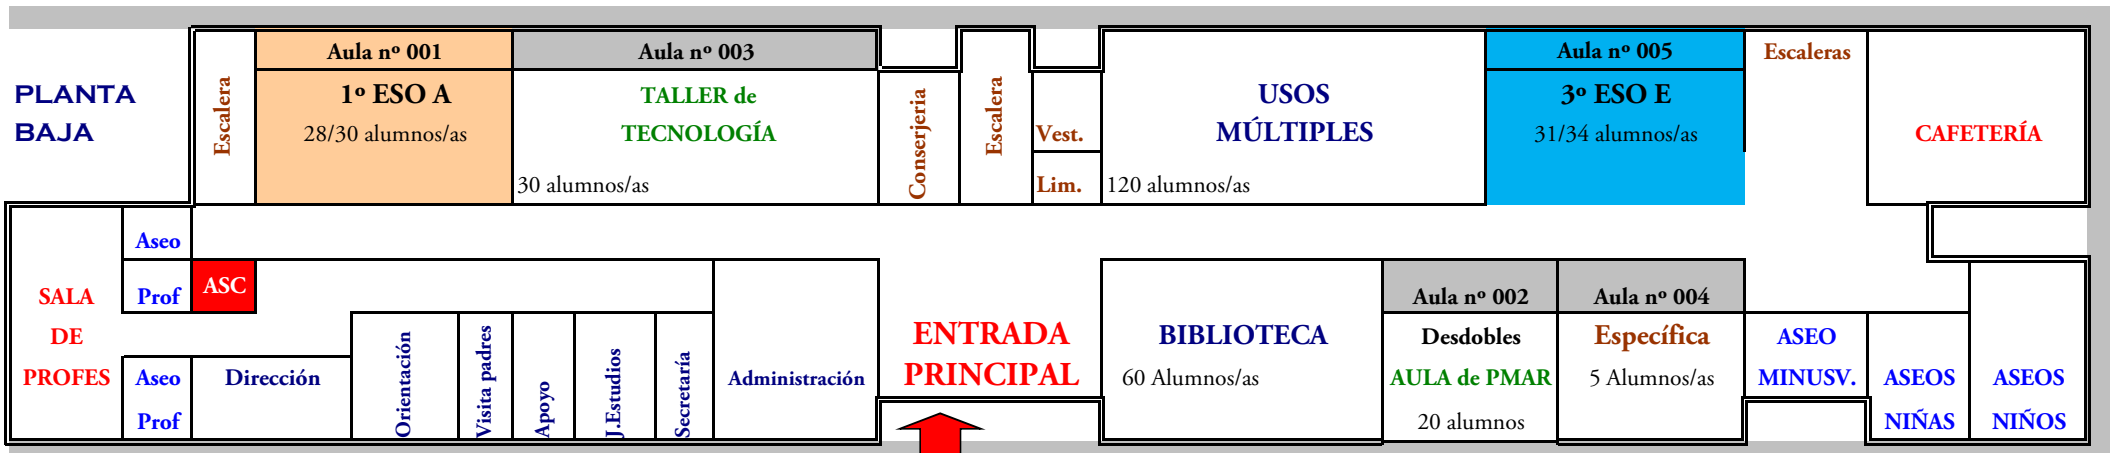 PLANTA
BAJA
Escalera
Aula nº 001
1º ESO A
28/30 alumnos/as
Aula nº 003
TALLER de
TECNOLOGÍA
30 alumnos/as
Conserjeria
Escalera
Vest.
Lim.
USOS
MÚLTIPLES
120 alumnos/as
Aula nº 005
3º ESO E
31/34 alumnos/as
Escaleras
CAFETERÍA
SALA
DE
PROFES
Aseo
Prof
ASC
Aseo
Prof
Dirección
Orientación
Visita padres
Apoyo
J.Estudios
Secretaría
Administración
ENTRADA
PRINCIPAL
BIBLIOTECA
60 Alumnos/as
Aula nº 002
Desdobles
AULA de PMAR
20 alumnos
Aula nº 004
Específica
5 Alumnos/as
ASEO
MINUSV.
ASEOS
NIÑAS
ASEOS
NIÑOS